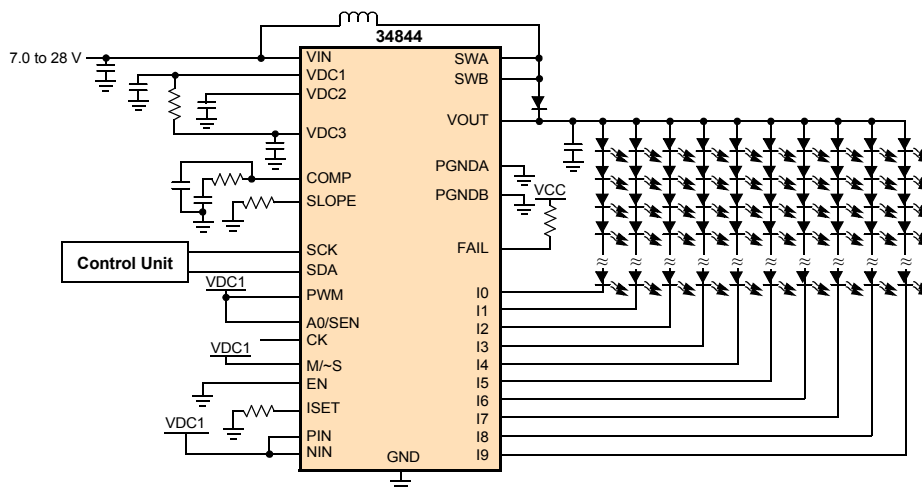 34844
7.0 to 28 V
VIN
VDC1
VDC2
VDC3
COMP
SLOPE
SCK
SDA
PWM
A0/SEN
CK
M/~S
EN
ISET
PIN
NIN
GND
SWA
SWB
VOUT
PGNDA
PGNDB
VCC
FAIL
I0
I1
I2
I3
I4
I5
I6
I7
I8
I9
Control Unit
VDC1
VDC1
VDC1